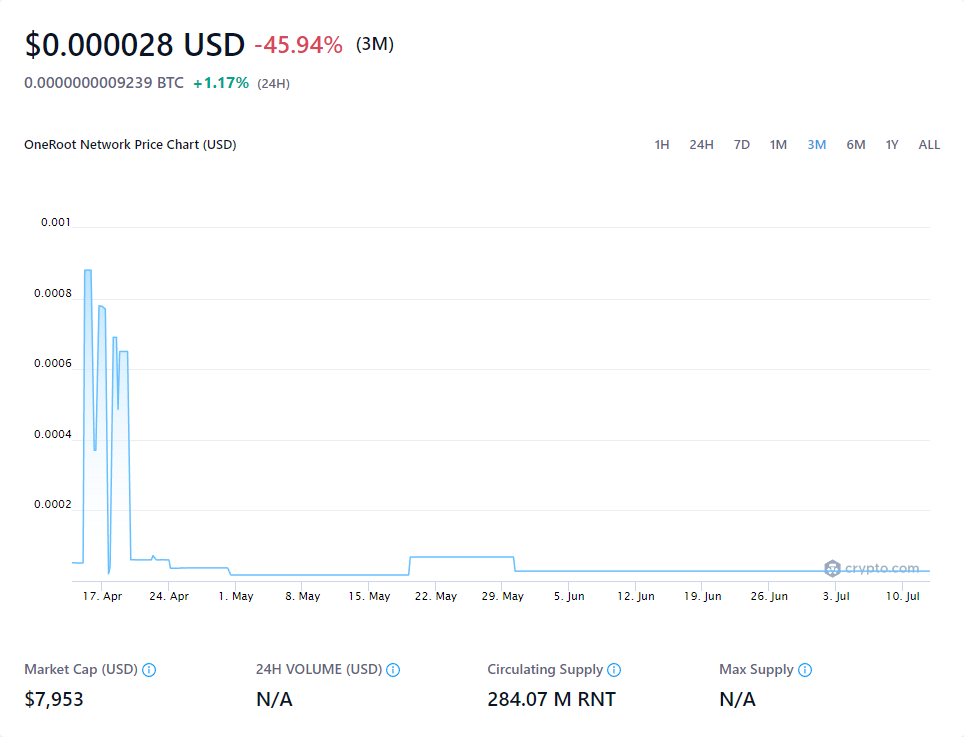 $0.000028 USD -45.94% (3M)
0.0000000009239 BTC +1.17% (24H)
OneRoot Network Price Chart (USD) 1H 24H 7D 1M 3M 6M 1Y ALL
0.001
0.0008
0.0006
0.0004
0.0002
crypto.com
17. Apr 24. Apr 1. May 8. May 15. May 22. May 29. May 5. Jun 12. Jun 19. Jun 26. Jun 3. Jul 10. Jul
Market Cap (USD) 24H VOLUME (USD) Circulating Supply Max Supply
$7,953 N/A 284.07 M RNT N/A